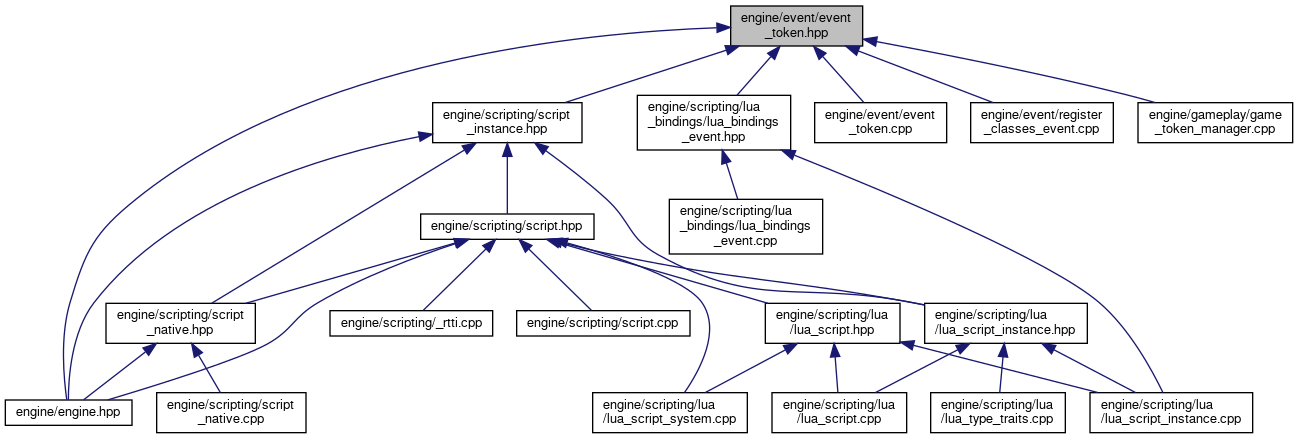 engine/event/event
_token.hpp
engine/scripting/script
_instance.hpp
engine/scripting/lua
_bindings/lua_bindings
_event.hpp
engine/event/event
_token.cpp
engine/event/register
_classes_event.cpp
engine/gameplay/game
_token_manager.cpp
engine/scripting/script.hpp
engine/scripting/lua
_bindings/lua_bindings
_event.cpp
engine/scripting/script
_native.hpp
engine/scripting/_rtti.cpp
engine/scripting/script.cpp
engine/scripting/lua
/lua_script.hpp
engine/scripting/lua
/lua_script_instance.hpp
engine/engine.hpp
engine/scripting/script
_native.cpp
engine/scripting/lua
/lua_script_system.cpp
engine/scripting/lua
/lua_script.cpp
engine/scripting/lua
/lua_type_traits.cpp
engine/scripting/lua
/lua_script_instance.cpp